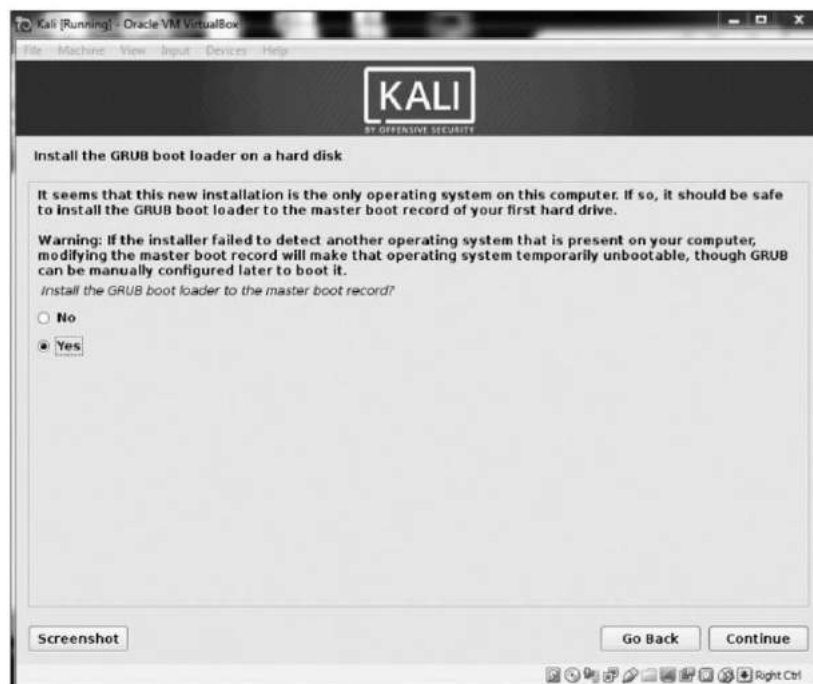 Kali [Running] - Oracle VM VirtualBox
File Machine View Input Devices Help
KALI
BY OFFENSIVE SECURITY
Install the GRUB boot loader on a hard disk
It seems that this new installation is the only operating system on this computer. If so, it should be safe
to install the GRUB boot loader to the master boot record of your first hard drive.
Warning: If the installer failed to detect another operating system that is present on your computer,
modifying the master boot record will make that operating system temporarily unbootable, though GRUB
can be manually configured later to boot it.
Install the GRUB boot loader to the master boot record?
No
Yes
Screenshot
Go Back
Continue
Right Ctrl